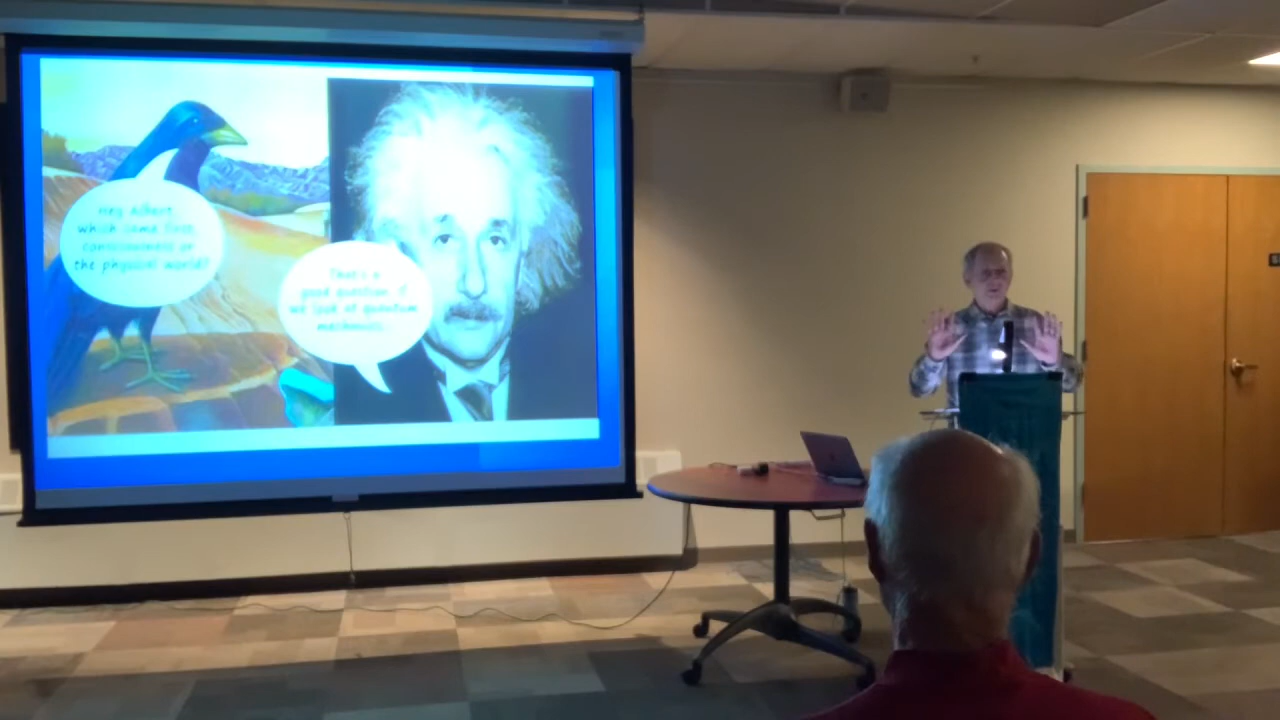 Hey Albert,
which came first,
consciousness or
the physical world?
That's a
good question, if
we look at quantum
mechanics.